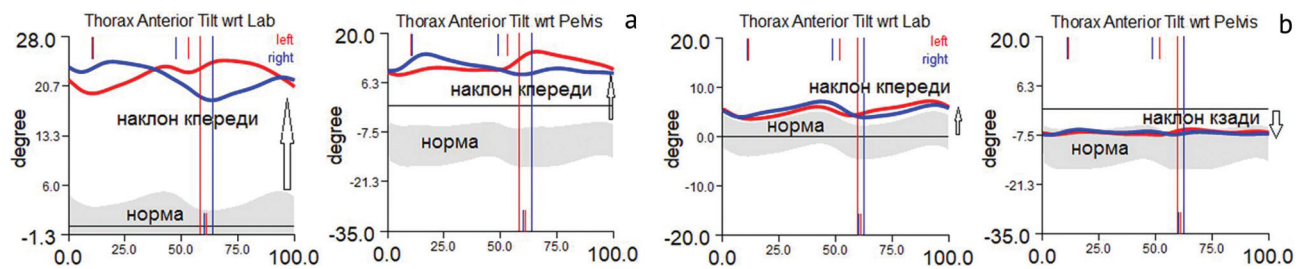 Thorax Anterior Tilt wrt Lab
28.0
20.7
13.3
6.0
-1.3
degree
left
right
наклон кпереди
норма
0.0
25.0
50.0
75.0
100.0
Thorax Anterior Tilt wrt Pelvis
a
20.0
6.3
-7.5
-21.3
-35.0
degree
наклон кпереди
норма
0.0
25.0
50.0
75.0
100.0
Thorax Anterior Tilt wrt Lab
20.0
10.0
0.0
-10.0
-20.0
degree
left
right
наклон кпереди
норма
0.0
25.0
50.0
75.0
100.0
Thorax Anterior Tilt wrt Pelvis
b
20.0
6.3
-7.5
-21.3
-35.0
degree
наклон кзади
норма
0.0
25.0
50.0
75.0
100.0